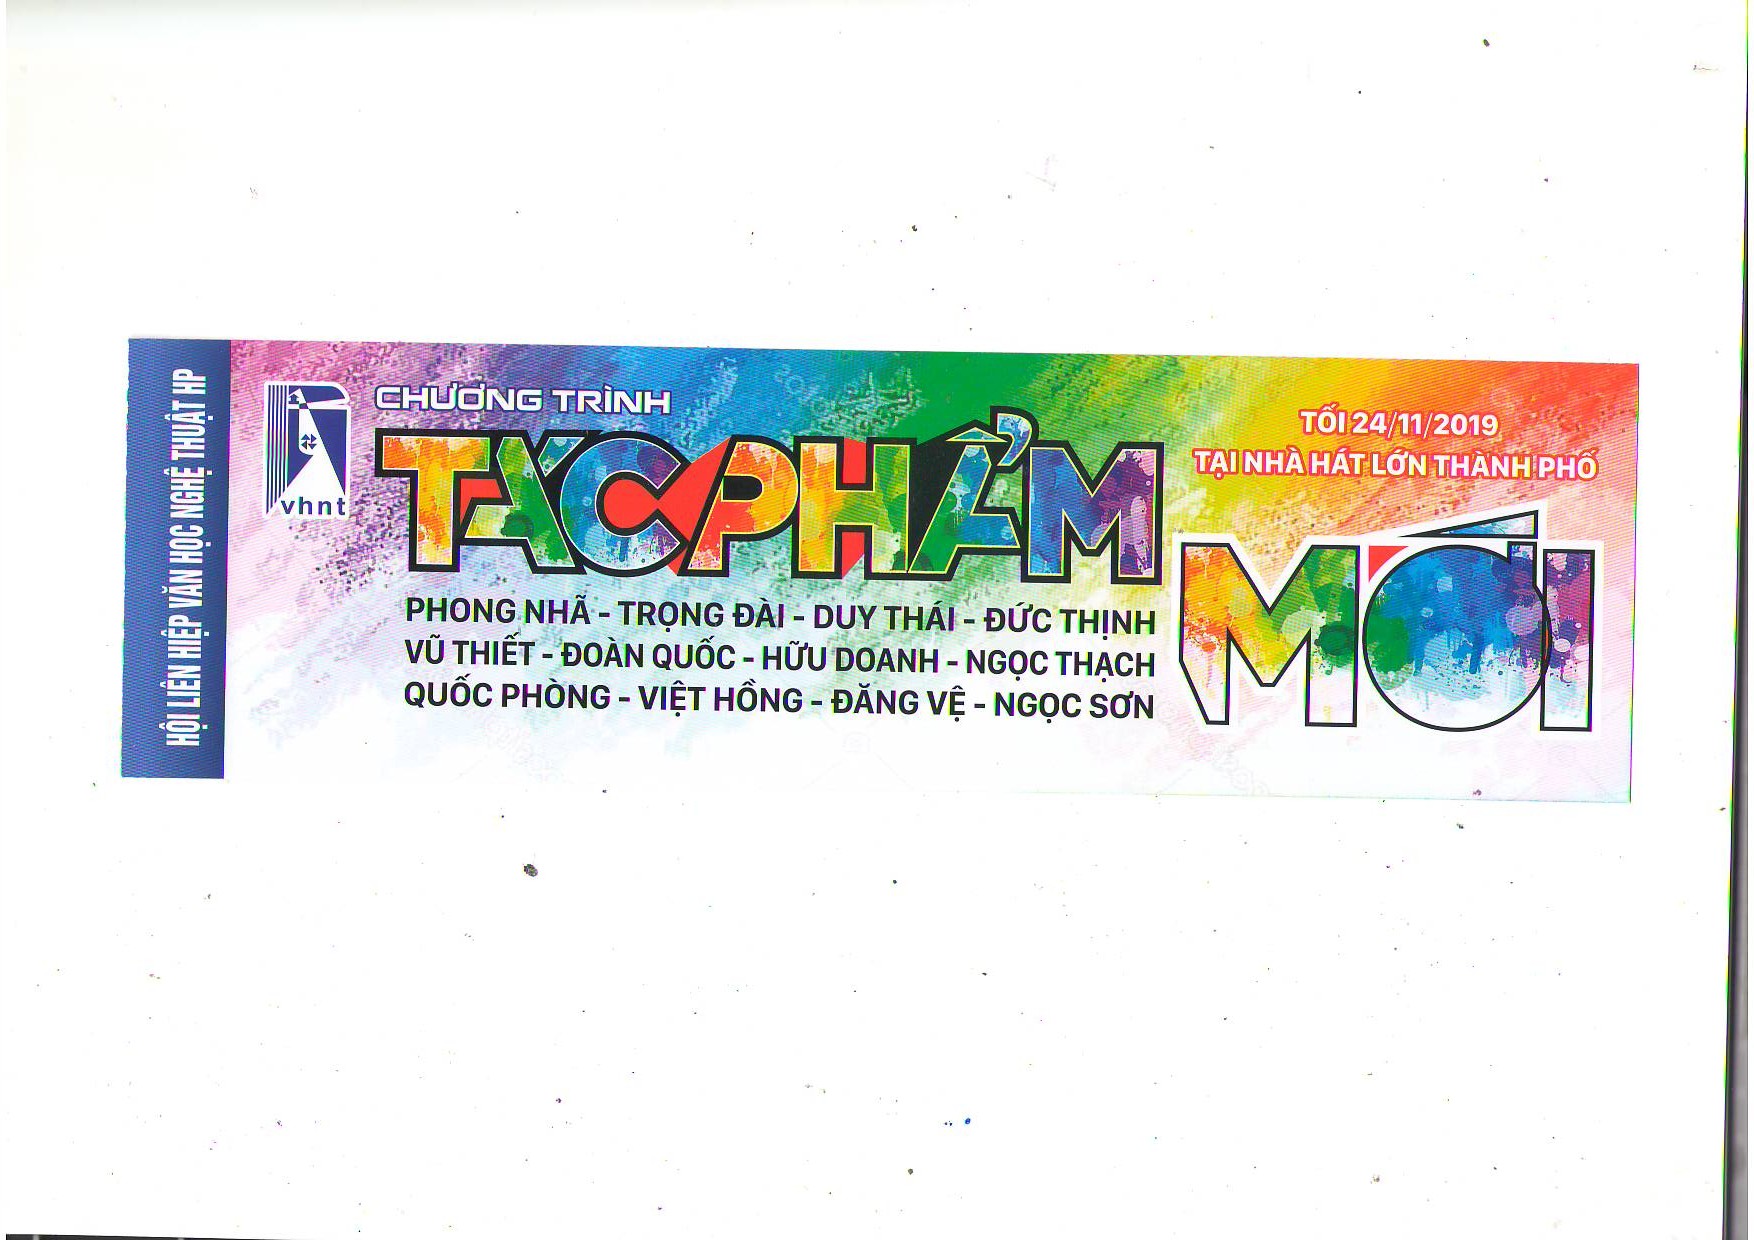 HỘI LIÊN HIỆP VĂN HỌC NGHỆ THUẬT HP
vhnt
CHƯƠNG TRÌNH
TÁC PHẨM
MỚI
TỐI 24/11/2019
TẠI NHÀ HÁT LỚN THÀNH PHỐ
PHONG NHÃ - TRỌNG ĐÀI - DUY THÁI - ĐỨC THỊNH
VŨ THIẾT - ĐOÀN QUỐC - HỮU DOANH - NGỌC THẠCH
QUỐC PHÒNG - VIỆT HỒNG - ĐĂNG VỆ - NGỌC SƠN